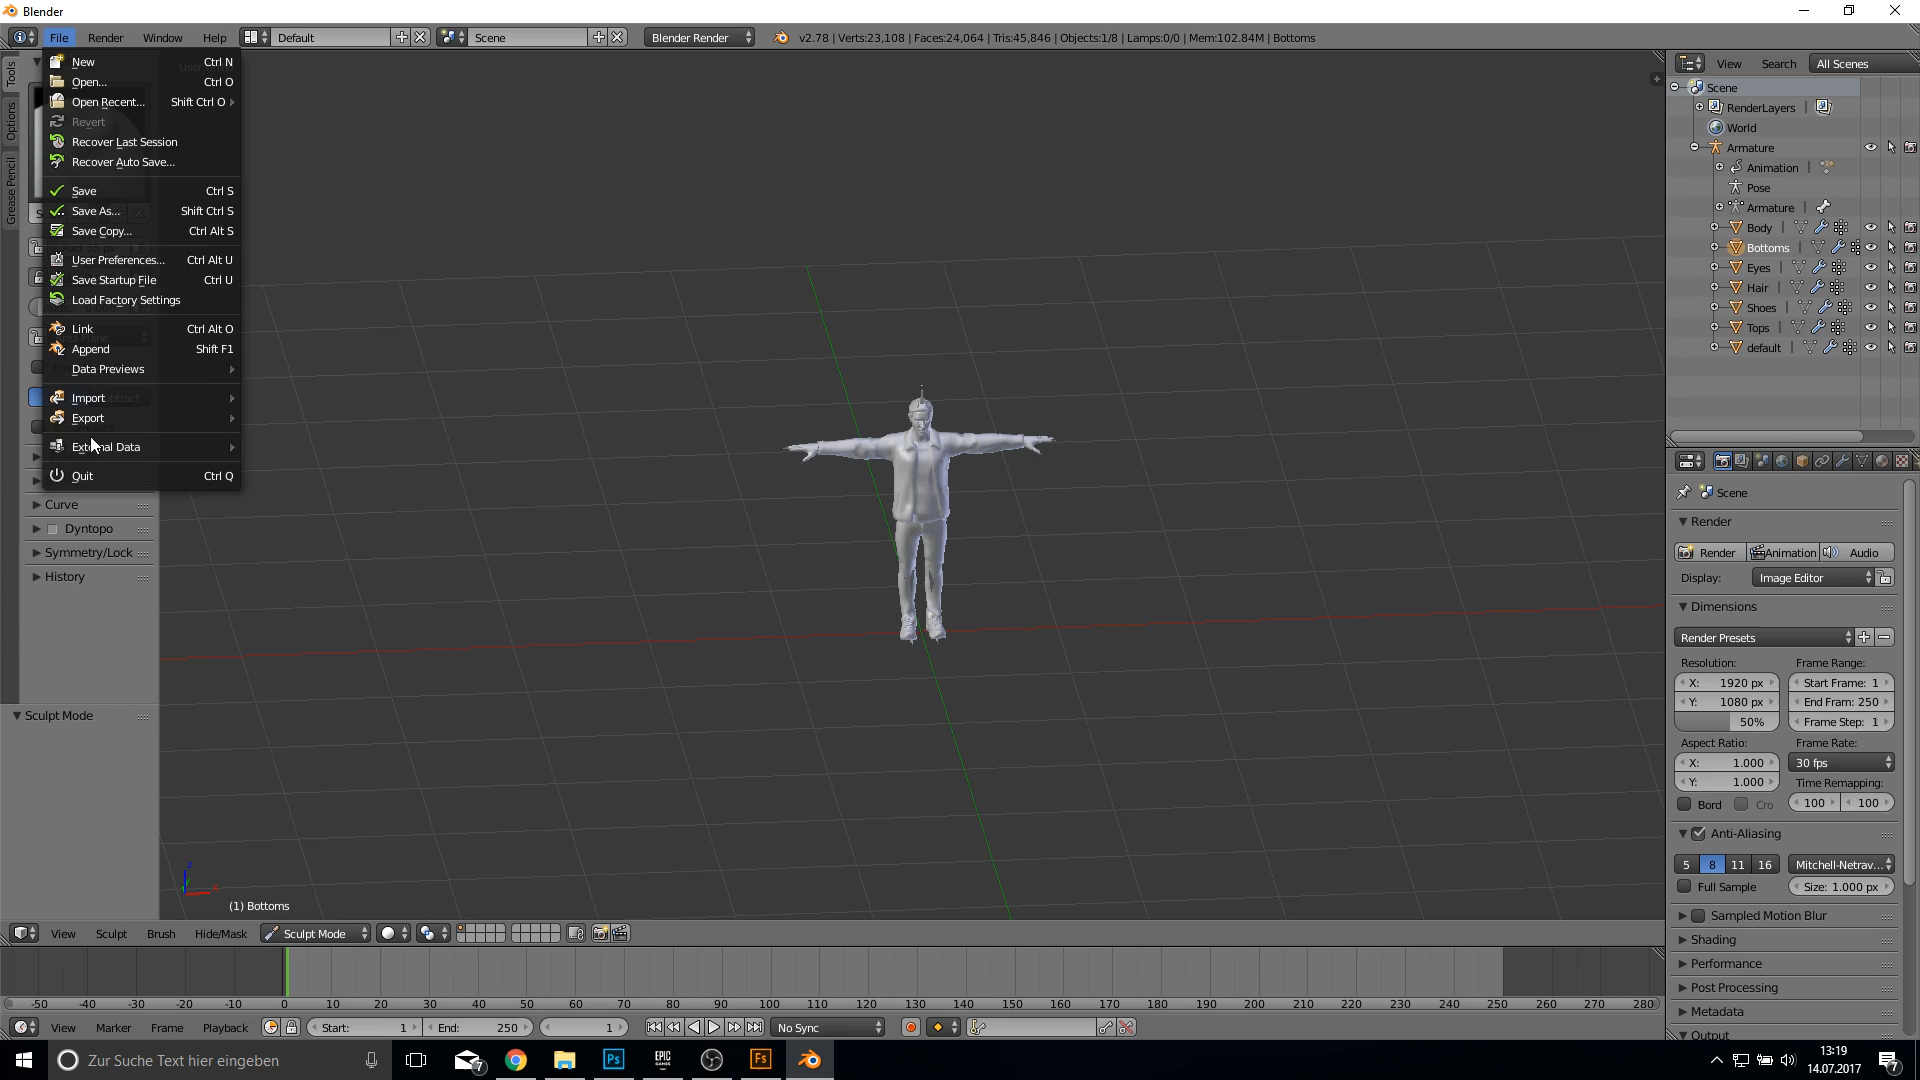 Blender
File Render Window Help Default Scene Blender Render v2.78 | Verts:23,108 | Faces:24,064 | Tris:45,846 | Objects:1/8 | Lamps:0/0 | Mem:102.84M | Bottoms
Tools
Options
Grease Pencil
New Ctrl N
Open... Ctrl O
Open Recent... Shift Ctrl O
Revert
Recover Last Session
Recover Auto Save...
Save Ctrl S
Save As... Shift Ctrl S
Save Copy... Ctrl Alt S
User Preferences... Ctrl Alt U
Save Startup File Ctrl U
Load Factory Settings
Link Ctrl Alt O
Append Shift F1
Data Previews
Import
Export
External Data
Quit Ctrl Q
Curve
Dyntopo
Symmetry/Lock
History
Sculpt Mode
(1) Bottoms
View Sculpt Brush Hide/Mask Sculpt Mode
-50 -40 -30 -20 -10 0 10 20 30 40 50 60 70 80 90 100 110 120 130 140 150 160 170 180 190 200 210 220 230 240 250 260 270 280
View Marker Frame Playback Start: 1 End: 250 1 No Sync
View Search All Scenes
Scene
RenderLayers
World
Armature
Animation
Pose
Armature
Body
Bottoms
Eyes
Hair
Shoes
Tops
default
Scene
Render
Render Animation Audio
Display: Image Editor
Dimensions
Render Presets
Resolution: Frame Range:
X: 1920 px Start Frame: 1
Y: 1080 px End Fram: 250
50% Frame Step: 1
Aspect Ratio: Frame Rate:
X: 1.000 30 fps
Y: 1.000 Time Remapping:
Bord Cro 100 100
Anti-Aliasing
5 8 11 16 Mitchell-Netrav...
Full Sample Size: 1.000 px
Sampled Motion Blur
Shading
Performance
Post Processing
Metadata
Output
Zur Suche Text hier eingeben 7 Ps EPIC GAMES Fs 13:19
14.07.2017 7